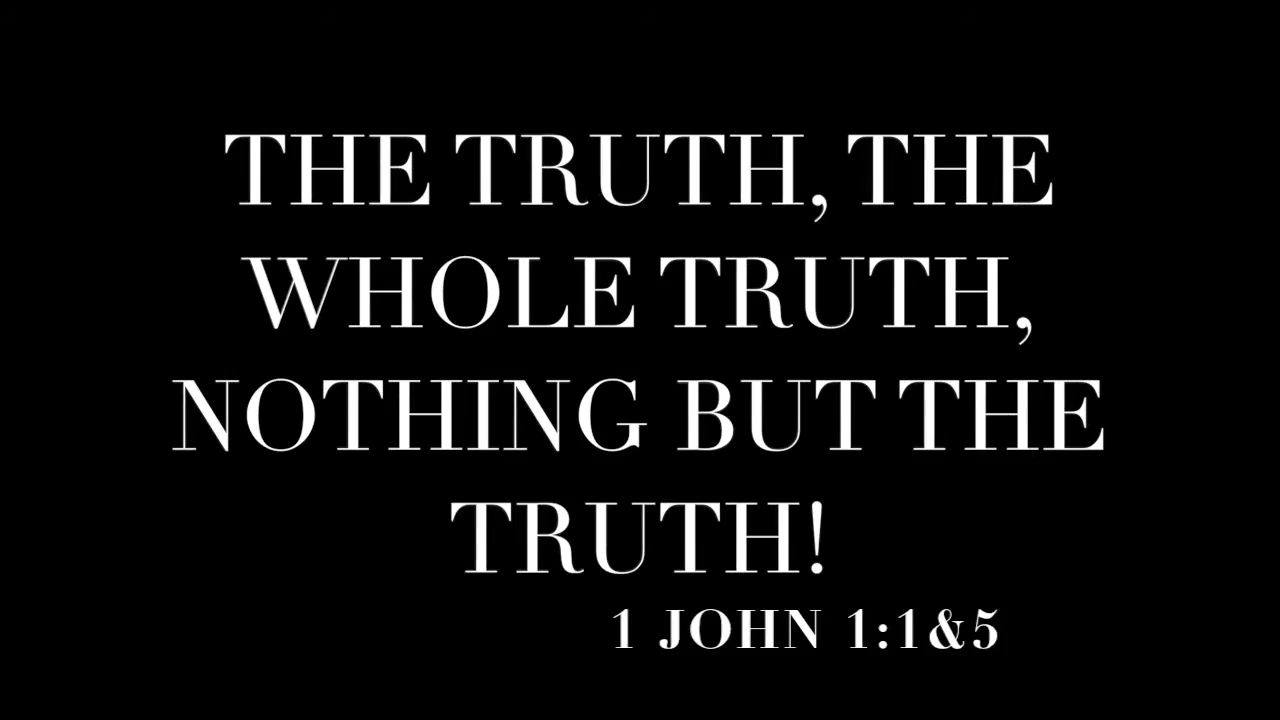 THE TRUTH, THE
WHOLE TRUTH,
NOTHING BUT THE
TRUTH!
1 JOHN 1:1&5